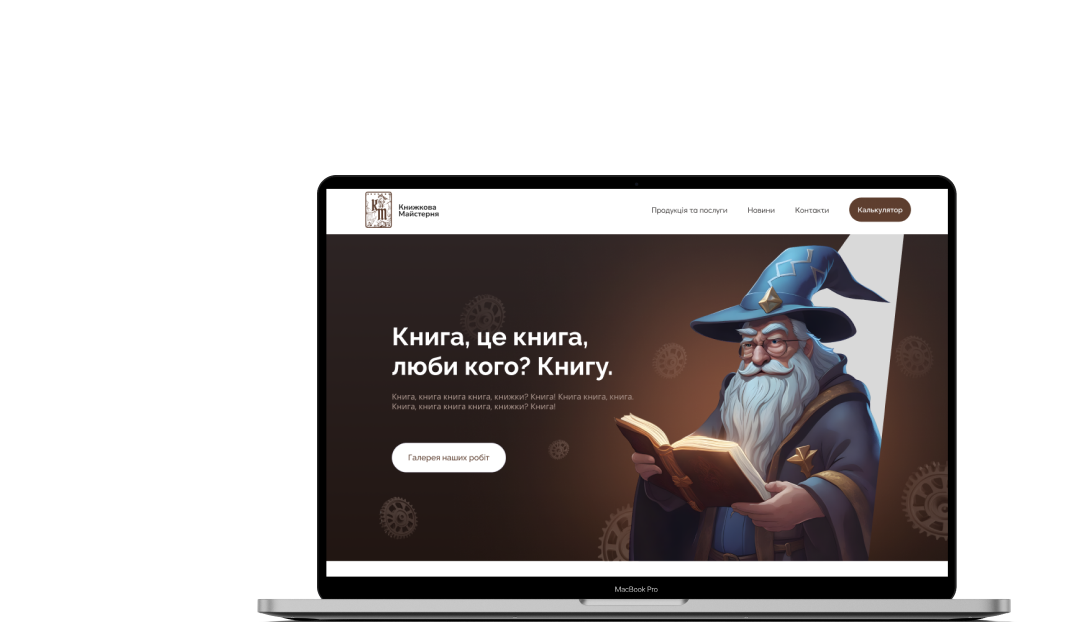 Книжкова
Майстерня
Продукція та послуги
Новини
Контакти
Калькулятор
Книга, це книга,
люби кого? Книгу.
Книга, книга книга книга, книжки? Книга! Книга книга, книга.
Книга, книга книга книга, книжки? Книга!
Галерея наших робіт
MacBook Pro